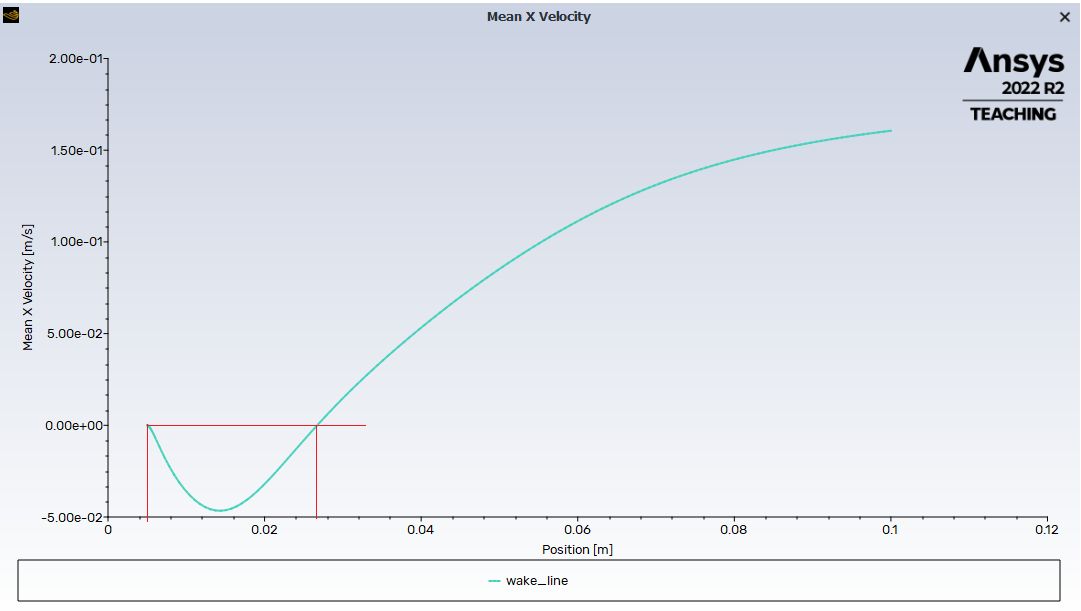 Mean X Velocity
Ansys
2022 R2
TEACHING
2.00e-01
1.50e-01
1.00e-01
5.00e-02
0.00e+00
-5.00e-02
Mean X Velocity [m/s]
0 0.02 0.04 0.06 0.08 0.1 0.12
Position [m]
wake_line